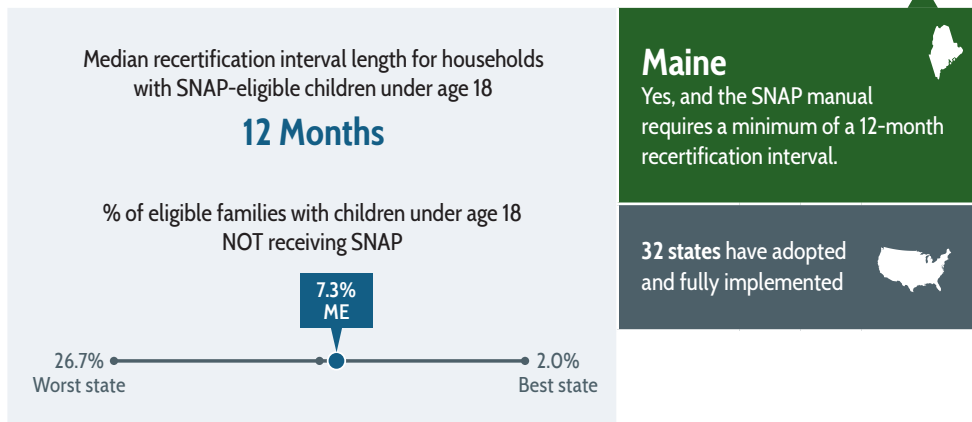 Median recertification interval length for households
with SNAP-eligible children under age 18
12 Months
% of eligible families with children under age 18
NOT receiving SNAP
7.3%
ME
26.7%
Worst state
2.0%
Best state
Maine
Yes, and the SNAP manual
requires a minimum of a 12-month
recertification interval.
32 states have adopted
and fully implemented